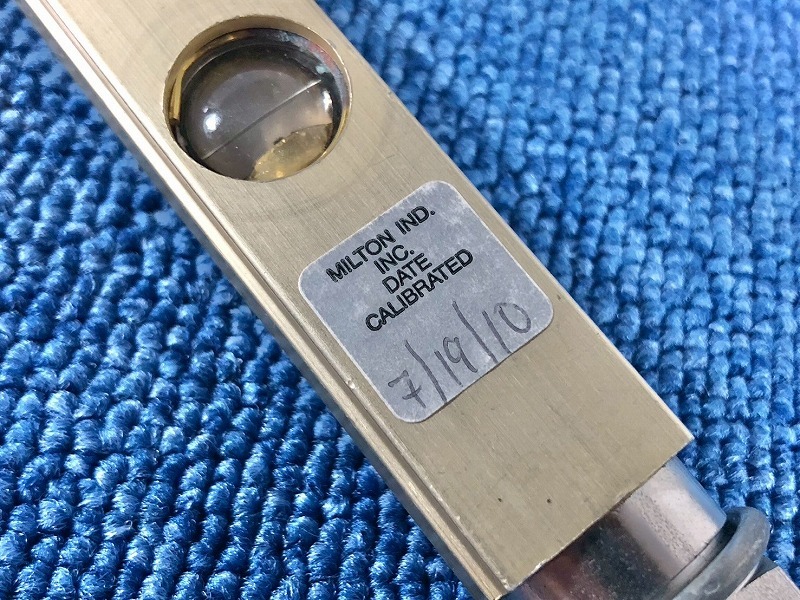 MILTON IND.
INC.
DATE
CALIBRATED
7/19/10